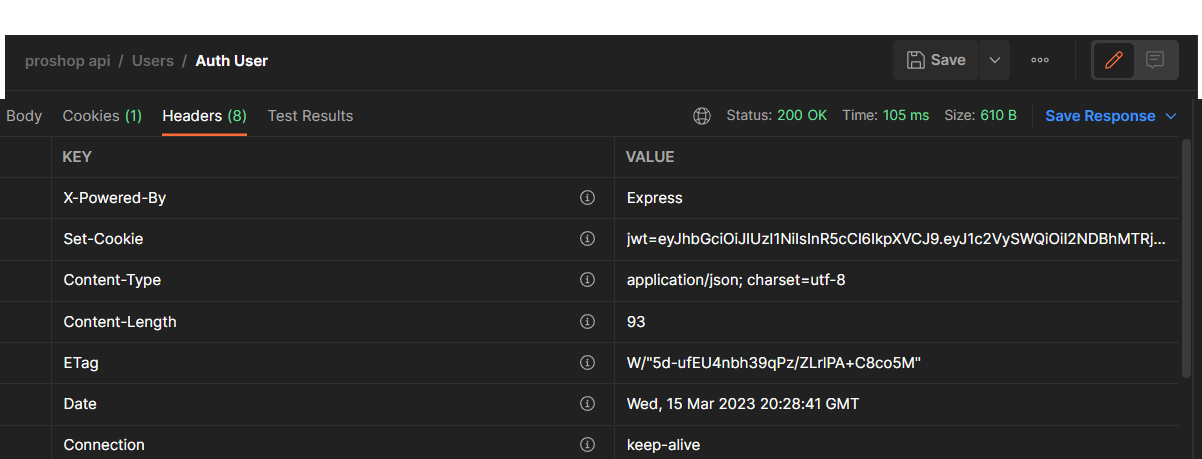 proshop api / Users / Auth User
Save
Body Cookies (1) Headers (8) Test Results Status: 200 OK Time: 105 ms Size: 610 B Save Response
KEY VALUE
X-Powered-By Express
Set-Cookie jwt=eyJhbGciOiJIUzI1NiIsInR5cCI6IkpXVCJ9.eyJ1c2VySWQiOiI2NDBhMTRj...
Content-Type application/json; charset=utf-8
Content-Length 93
ETag W/"5d-ufEU4nbh39qPz/ZLrIPA+C8co5M"
Date Wed, 15 Mar 2023 20:28:41 GMT
Connection keep-alive